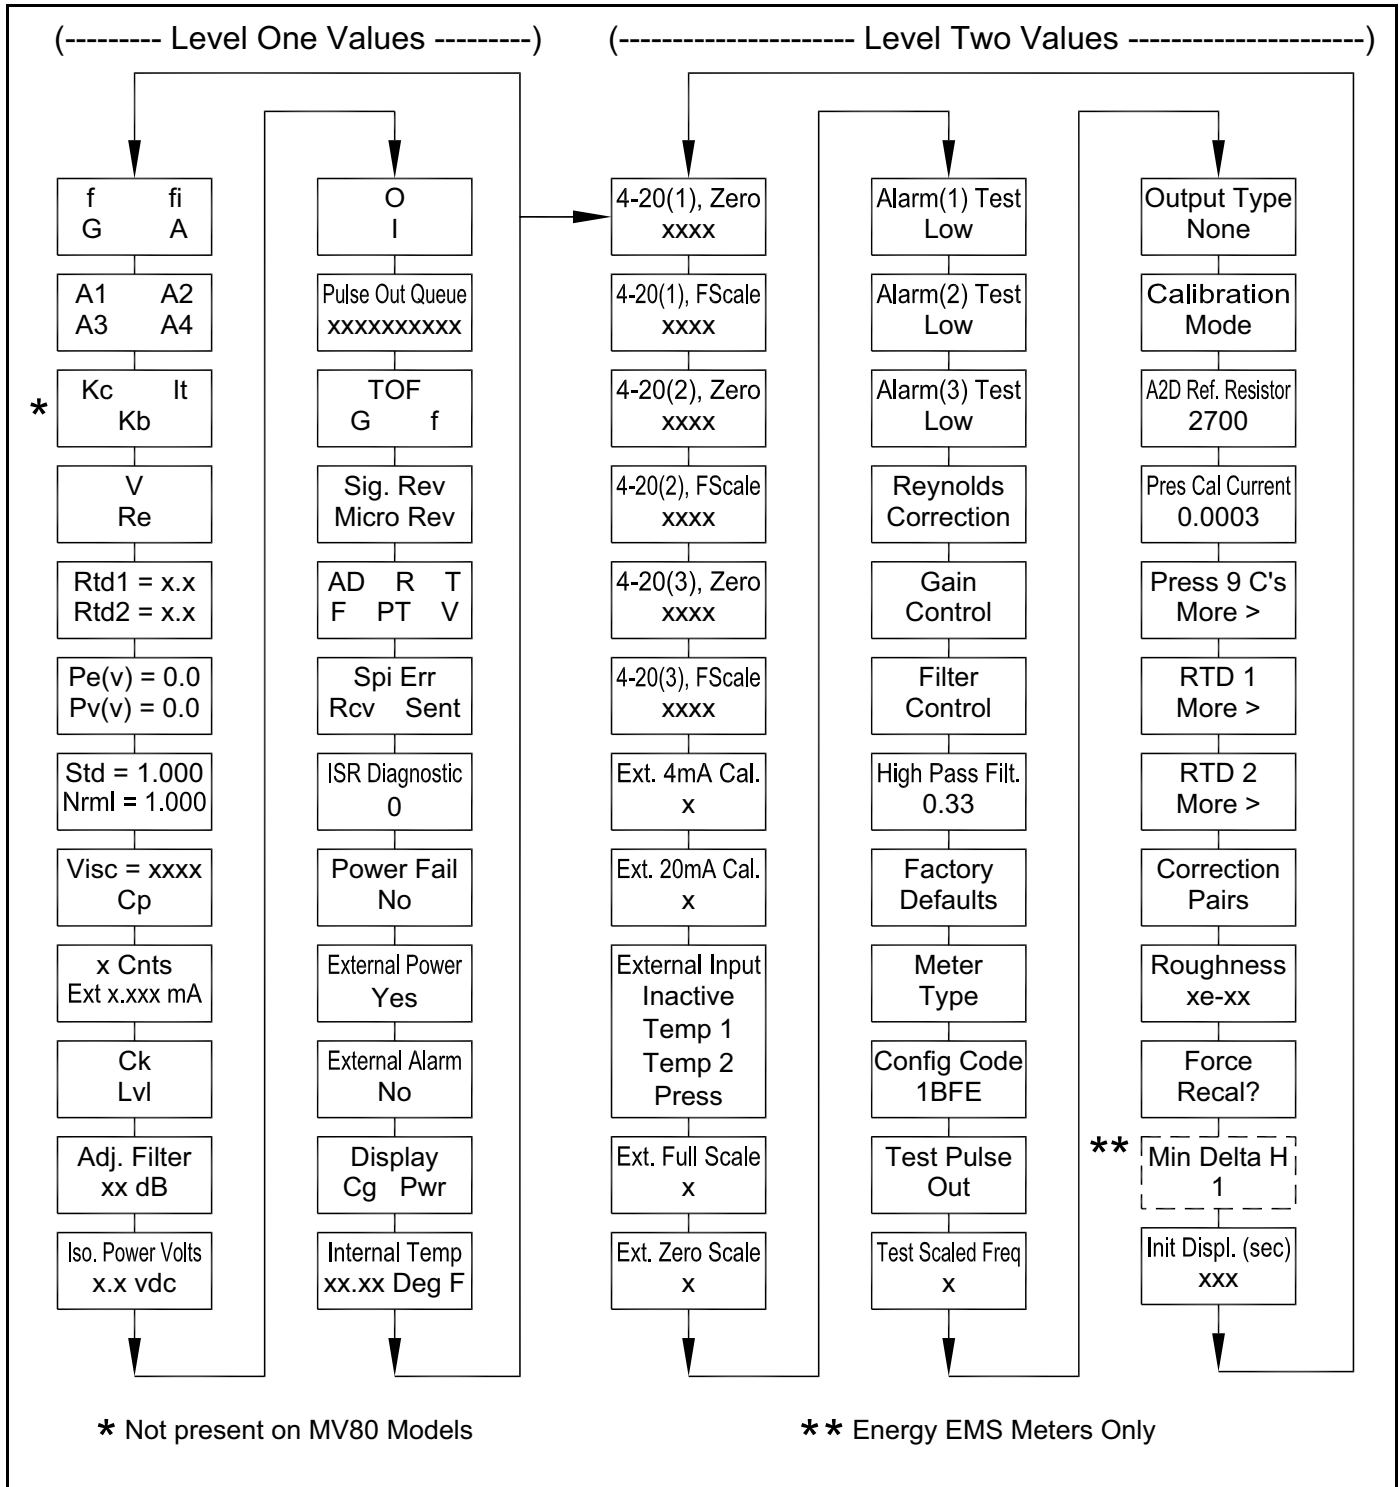 (--------- Level One Values ---------)
(---------------------- Level Two Values ----------------------)
f fi
G A
A1 A2
A3 A4
*
Kc It
Kb
V
Re
Rtd1 = x.x
Rtd2 = x.x
Pe(v) = 0.0
Pv(v) = 0.0
Std = 1.000
Nrml = 1.000
Visc = xxxx
Cp
x Cnts
Ext x.xxx mA
Ck
Lvl
Adj. Filter
xx dB
Iso. Power Volts
x.x vdc
O
I
Pulse Out Queue
xxxxxxxxxx
TOF
G f
Sig. Rev
Micro Rev
AD R T
F PT V
Spi Err
Rcv Sent
ISR Diagnostic
0
Power Fail
No
External Power
Yes
External Alarm
No
Display
Cg Pwr
Internal Temp
xx.xx Deg F
4-20(1), Zero
xxxx
4-20(1), FScale
xxxx
4-20(2), Zero
xxxx
4-20(2), FScale
xxxx
4-20(3), Zero
xxxx
4-20(3), FScale
xxxx
Ext. 4mA Cal.
x
Ext. 20mA Cal.
x
External Input
Inactive
Temp 1
Temp 2
Press
Ext. Full Scale
x
Ext. Zero Scale
x
Alarm(1) Test
Low
Alarm(2) Test
Low
Alarm(3) Test
Low
Reynolds
Correction
Gain
Control
Filter
Control
High Pass Filt.
0.33
Factory
Defaults
Meter
Type
Config Code
1BFE
Test Pulse
Out
Test Scaled Freq
x
Output Type
None
Calibration
Mode
A2D Ref. Resistor
2700
Pres Cal Current
0.0003
Press 9 C's
More >
RTD 1
More >
RTD 2
More >
Correction
Pairs
Roughness
xe-xx
Force
Recal?
**
Min Delta H
1
Init Displ. (sec)
xxx
* Not present on MV80 Models
** Energy EMS Meters Only